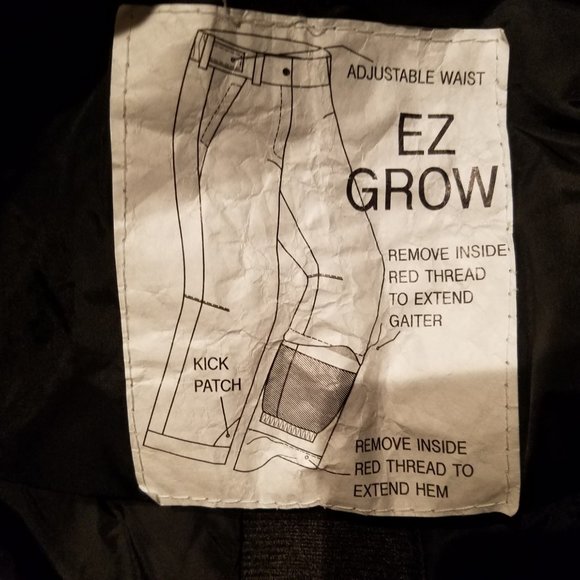 ADJUSTABLE WAIST
EZ
GROW
REMOVE INSIDE
RED THREAD
TO EXTEND
GAITER
KICK
PATCH
REMOVE INSIDE
RED THREAD TO
EXTEND HEM